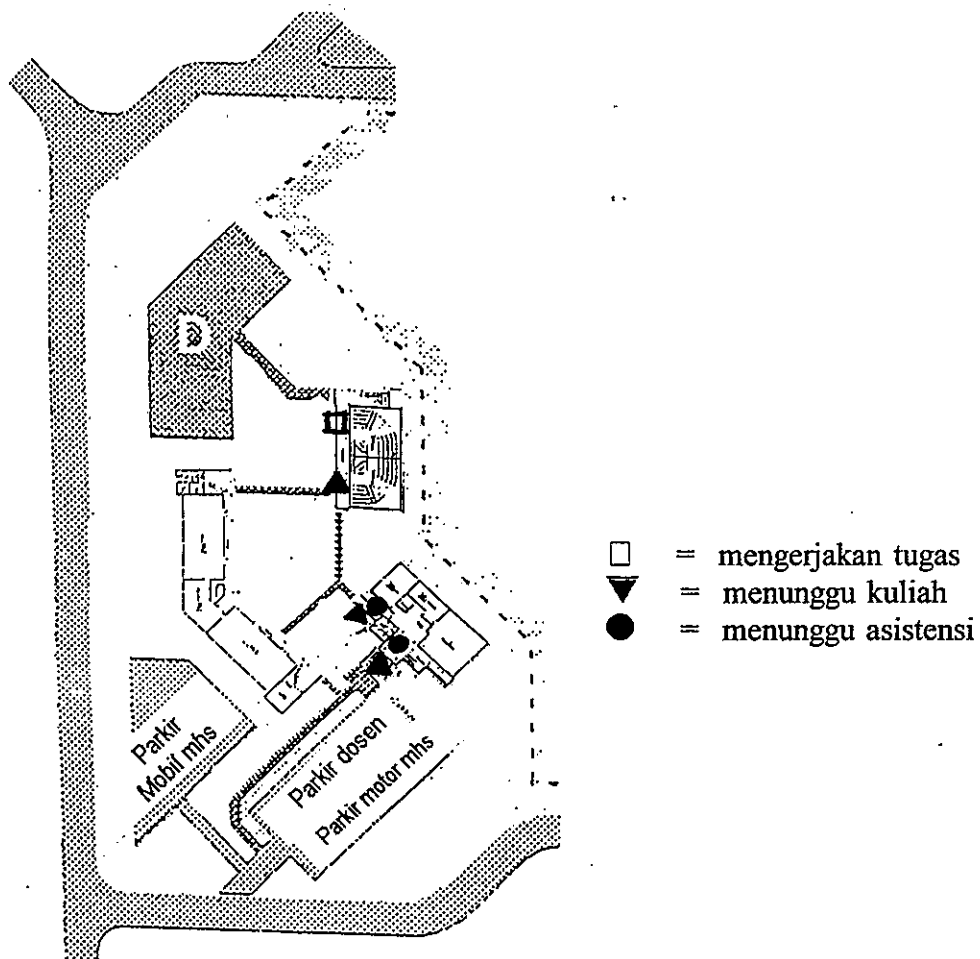 = mengerjakan tugas
= menunggu kuliah
= menunggu asistensi
Parkir
Mobil mhs
Parkir dosen
Parkir motor mhs